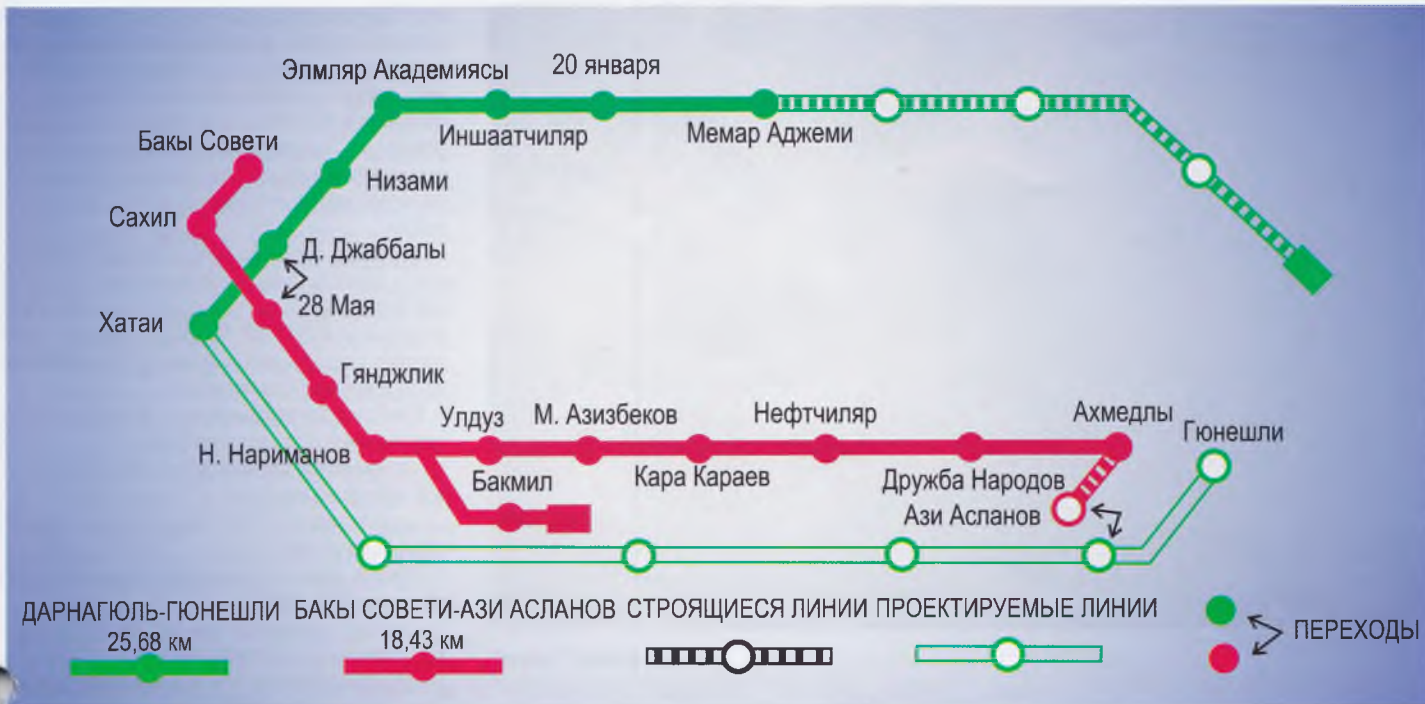 Элмляр Академиясы
20 января
Иншаатчиляр
Мемар Аджеми
Бакы Совети
Низами
Сахил
Д. Джаббалы
28 Мая
Хатаи
Гянджлик
Улдуз
М. Азизбеков
Нефтчиляр
Ахмедлы
Гюнешли
Н. Нариманов
Бакмил
Кара Караев
Дружба Народов
Ази Асланов
ДАРНАГЮЛЬ-ГЮНЕШЛИ
25,68 км
БАКЫ СОВЕТИ-АЗИ АСЛАНОВ
18,43 км
СТРОЯЩИЕСЯ ЛИНИИ
ПРОЕКТИРУЕМЫЕ ЛИНИИ
ПЕРЕХОДЫ